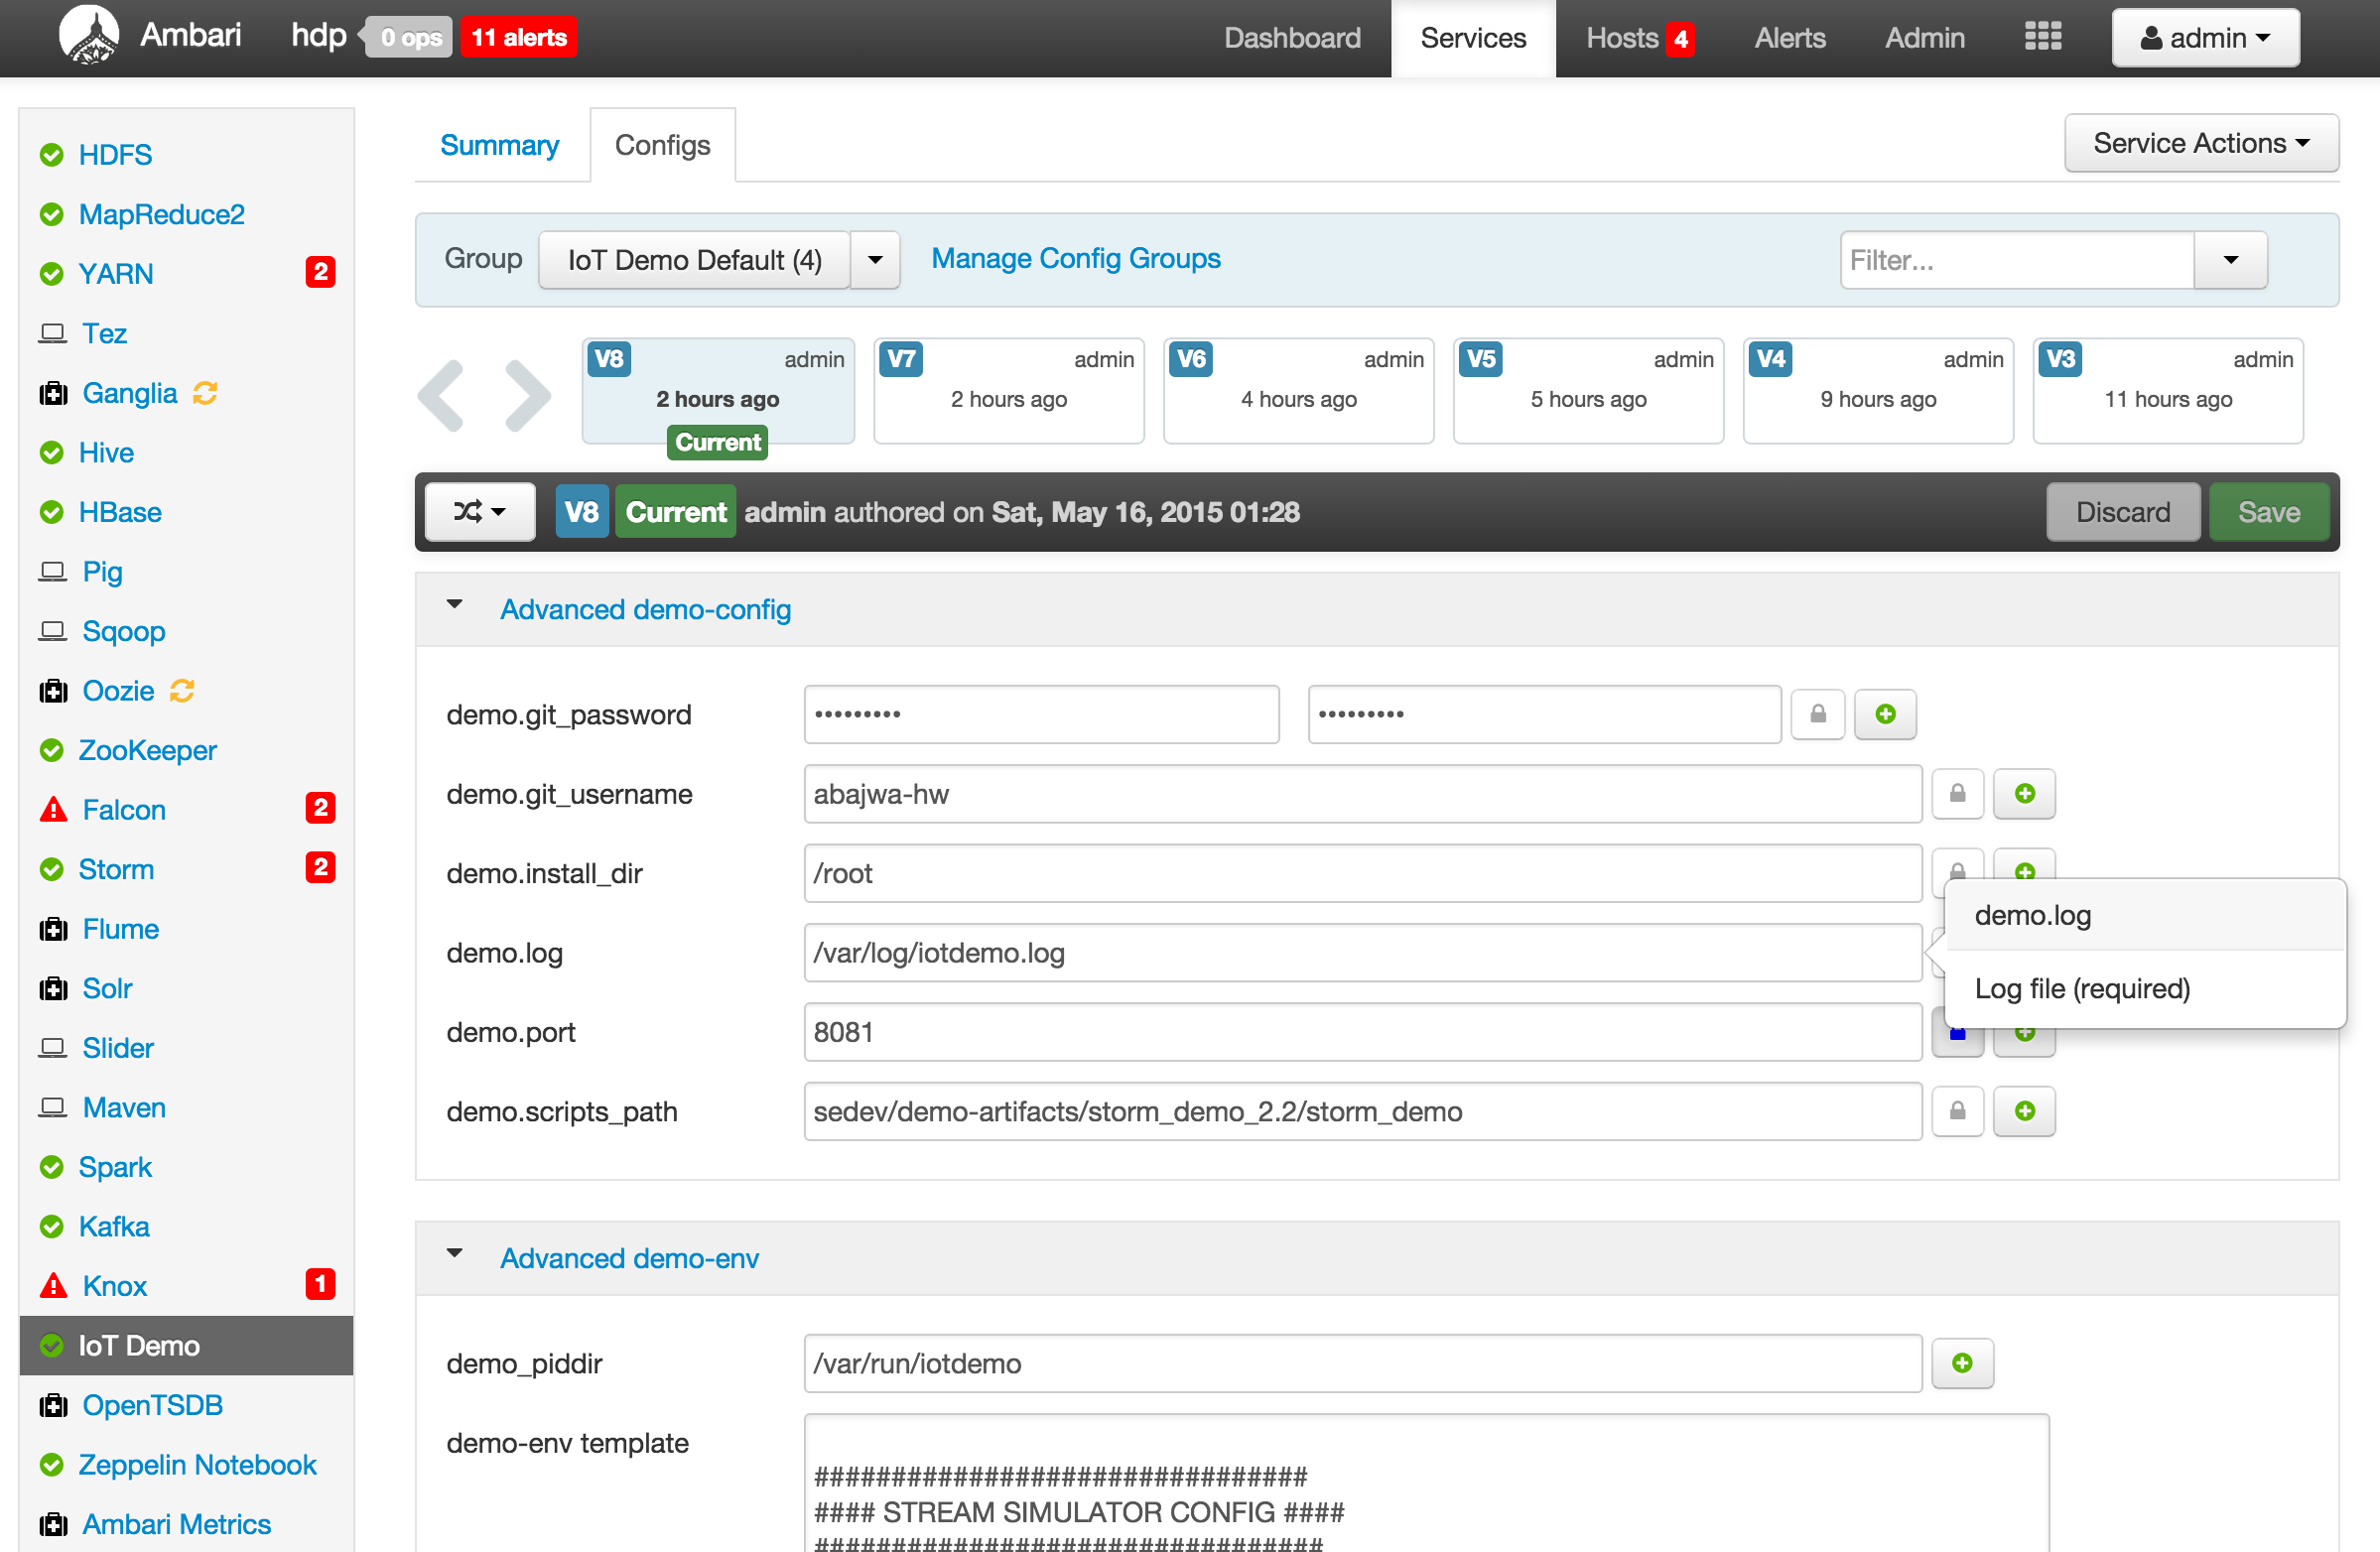 Ambari hdp 0 ops 11 alerts Dashboard Services Hosts 4 Alerts Admin admin
HDFS
MapReduce2
YARN 2
Tez
Ganglia
Hive
HBase
Pig
Sqoop
Oozie
ZooKeeper
Falcon 2
Storm 2
Flume
Solr
Slider
Maven
Spark
Kafka
Knox 1
IoT Demo
OpenTSDB
Zeppelin Notebook
Ambari Metrics
Summary Configs Service Actions
Group IoT Demo Default (4) Manage Config Groups Filter...
V8 admin
2 hours ago
Current
V7 admin
2 hours ago
V6 admin
4 hours ago
V5 admin
5 hours ago
V4 admin
9 hours ago
V3 admin
11 hours ago
V8 Current admin authored on Sat, May 16, 2015 01:28 Discard Save
Advanced demo-config
demo.git_password ••••••••• •••••••••
demo.git_username abajwa-hw
demo.install_dir /root
demo.log /var/log/iotdemo.log
demo.log
Log file (required)
demo.port 8081
demo.scripts_path sedev/demo-artifacts/storm_demo_2.2/storm_demo
Advanced demo-env
demo_piddir /var/run/iotdemo
demo-env template
################################
#### STREAM SIMULATOR CONFIG ####
#################################